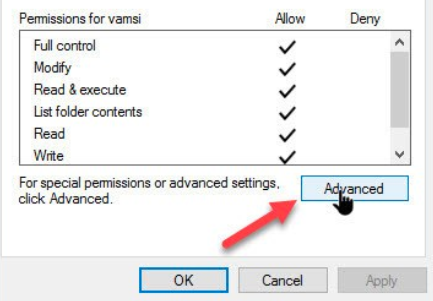 Permissions for vamsi Allow Deny
Full control
Modify
Read & execute
List folder contents
Read
Write
For special permissions or advanced settings, Advanced
click Advanced.
OK Cancel Apply